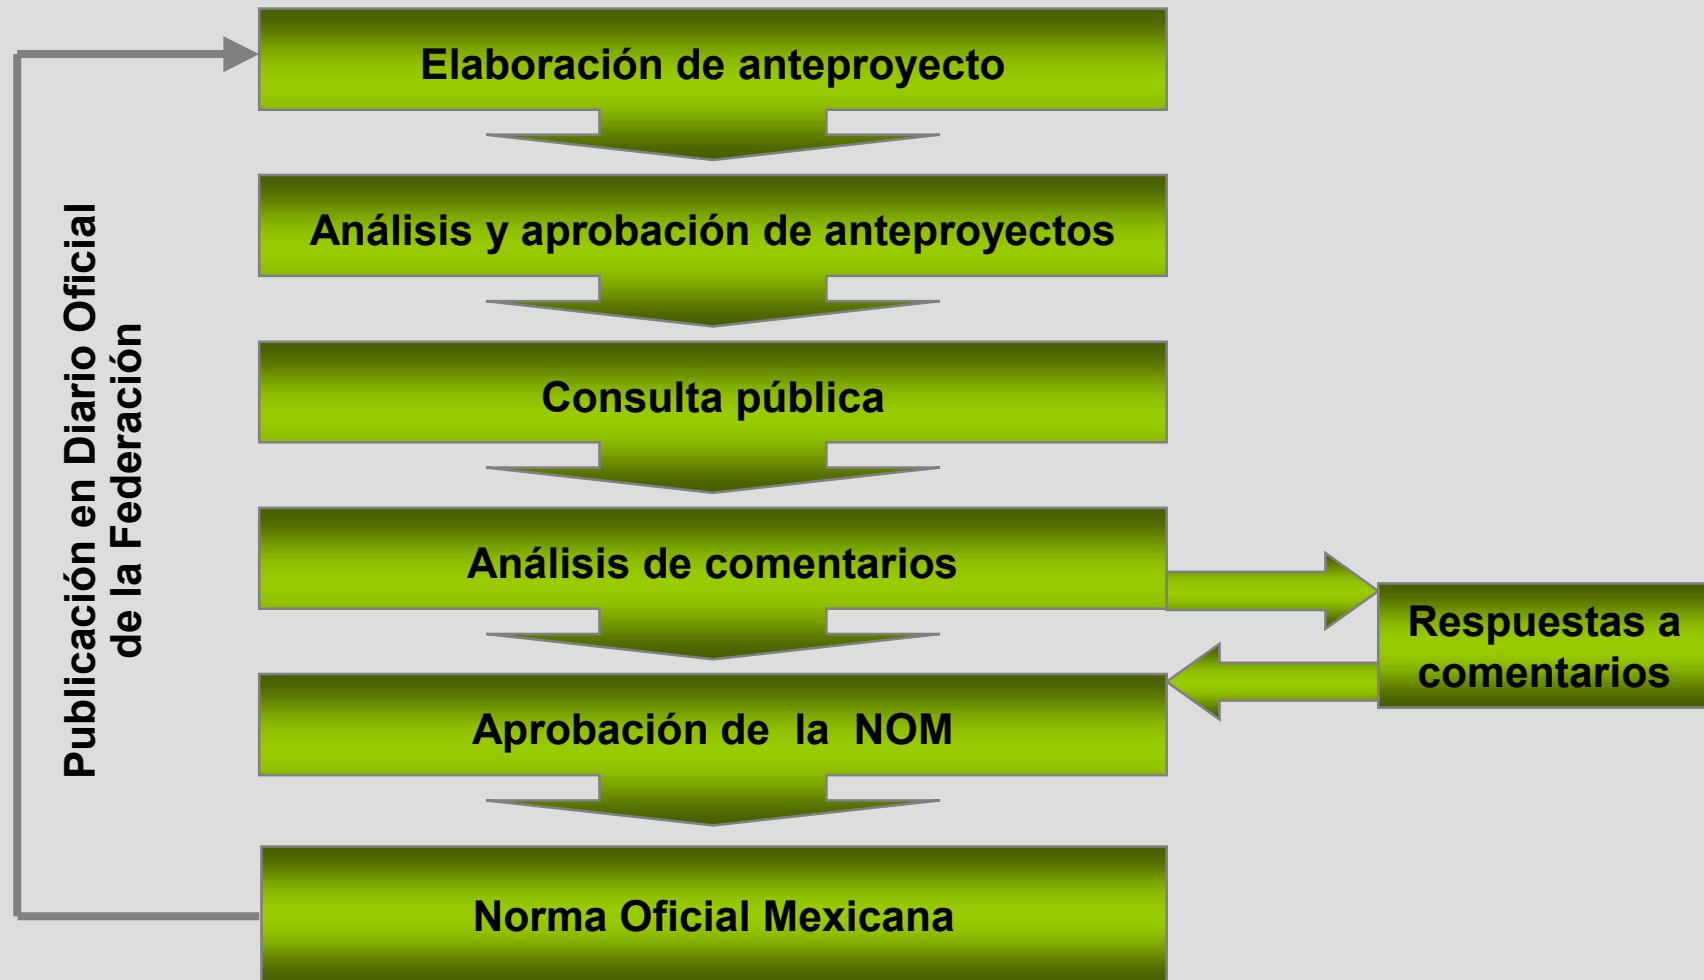 Elaboración de anteproyecto
Análisis y aprobación de anteproyectos
Consulta pública
Análisis de comentarios
Respuestas a
comentarios
Aprobación de la NOM
Norma Oficial Mexicana
Publicación en Diario Oficial
de la Federación